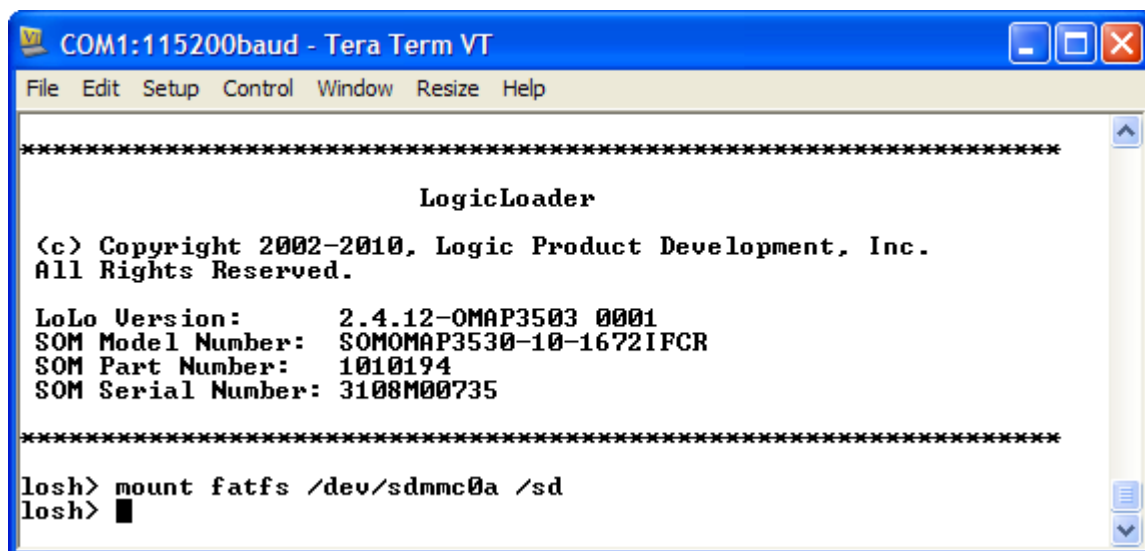 COM1:115200baud - Tera Term VT
File Edit Setup Control Window Resize Help
*****************************************************************
LogicLoader
(c) Copyright 2002-2010, Logic Product Development, Inc.
All Rights Reserved.
LoLo Version: 2.4.12-OMAP3503 0001
SOM Model Number: SOMOMAP3530-10-1672IFCR
SOM Part Number: 1010194
SOM Serial Number: 3108M00735
*****************************************************************
losh> mount fatfs /dev/sdmmc0a /sd
losh>